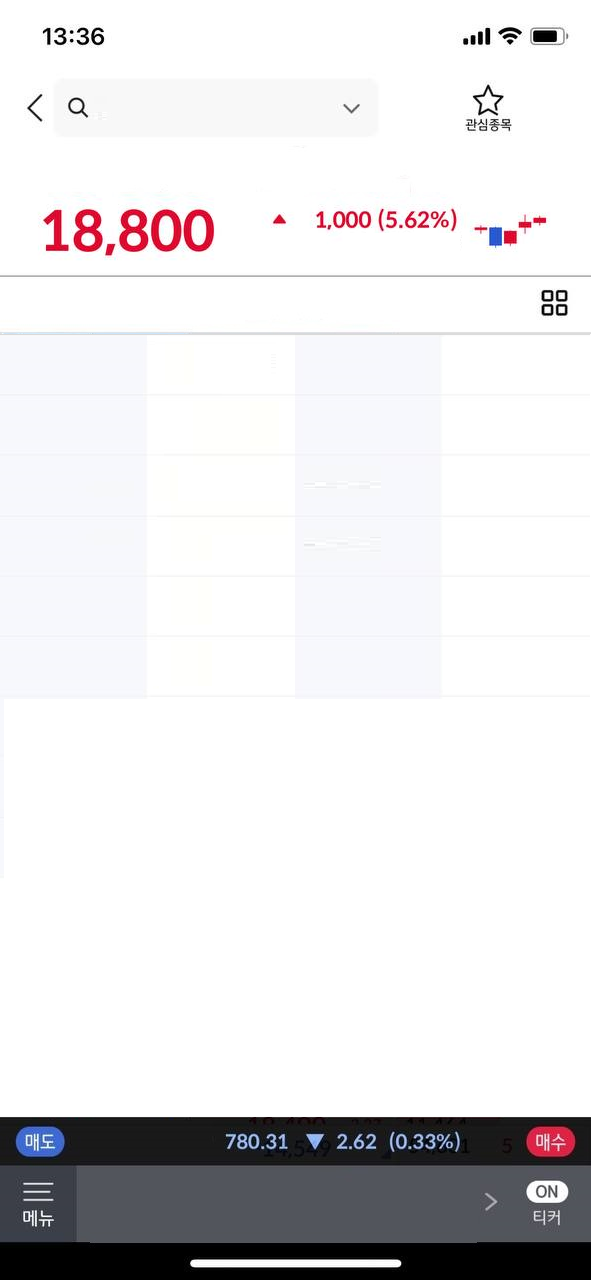 13:36
관심종목
18,800 ▲ 1,000 (5.62%)
매도 780.31 ▼ 2.62 (0.33%) 매수
ON
메뉴 티커